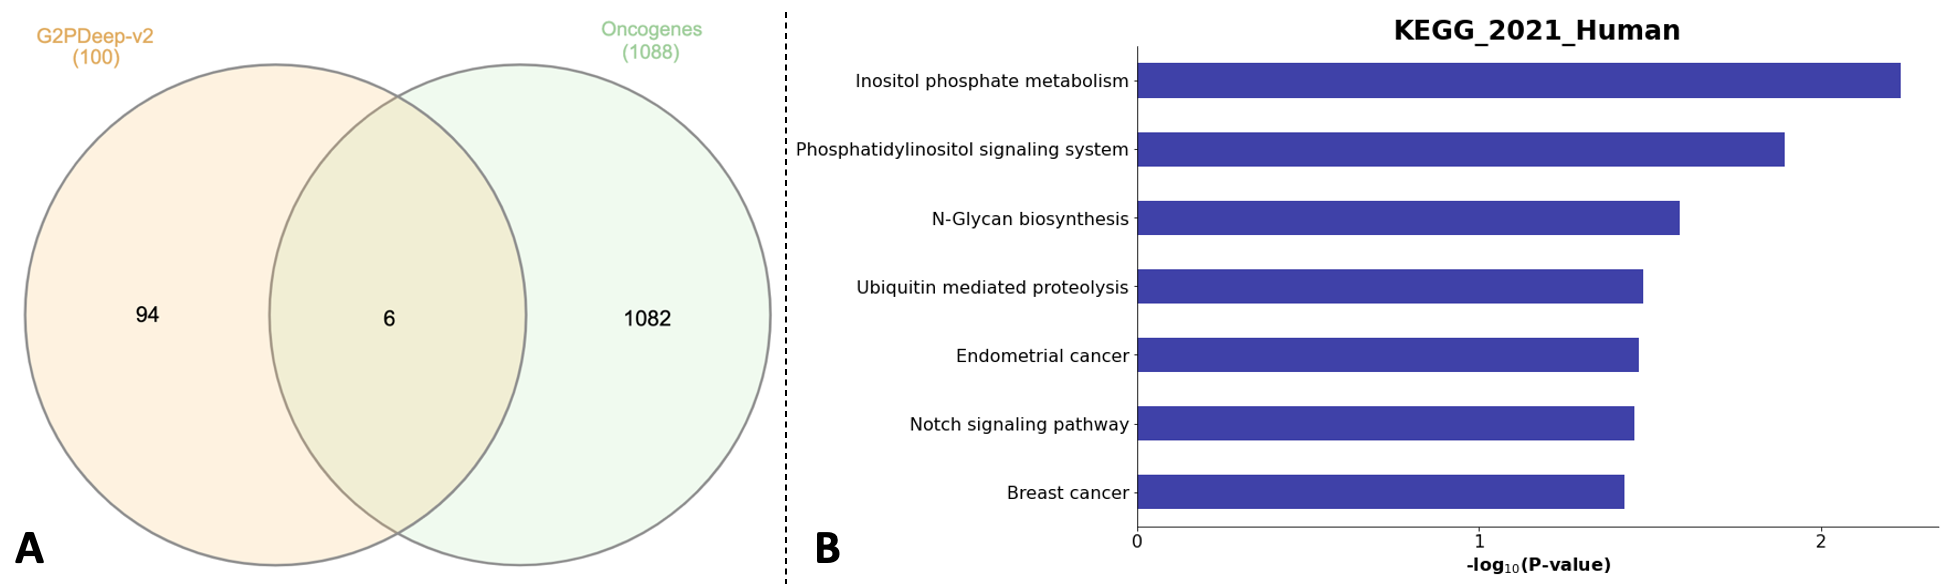 G2PDeep-v2
(100)
Oncogenes
(1088)
94
6
1082
A
KEGG_2021_Human
Inositol phosphate metabolism
Phosphatidylinositol signaling system
N-Glycan biosynthesis
Ubiquitin mediated proteolysis
Endometrial cancer
Notch signaling pathway
Breast cancer
0 1 2
-log10(P-value)
B